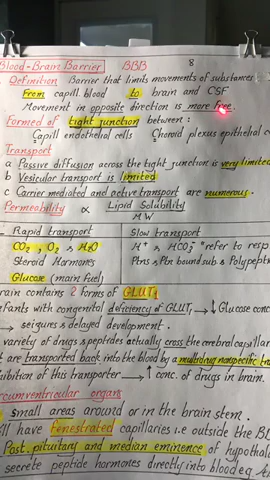 Blood-Brain Barrier BBB 8
Definition Barrier that limits movements of substances
From capill. blood to brain and CSF
Movement in opposite direction is more free.
Formed of tight junction between:
Capill endothelial cells Choroid plexus epithelial
Transport
a Passive diffusion across the tight junction is very limited
b Vesicular transport is limited
c Carrier mediated and active transport are numerous.
Permeability ∝ Lipid Solubility
MW
Rapid transport Slow transport
CO2, O2, H2O H+ HCO3- *refer to resp
Steroid Hormones Ptns & Ptn bound sub & Polypept
Glucose (main fuel)
rain contains 2 forms of GLUT1
fants with congenital deficiency of GLUT1 → ↓ Glucose conc
→ seizures & delayed development.
variety of drugs & peptides actually cross the cerebral capillar
t are transported back into the blood by a multidrug nonspecific tra
ibition of this transporter → ↑ conc. of drugs in brain.
ircumventricular organs
small areas around or in the brain stem.
ll have fenestrated capillaries i.e outside the BB
Post. pituitary and median eminence of hypothal
secrete peptide hormones directly into blood e.g